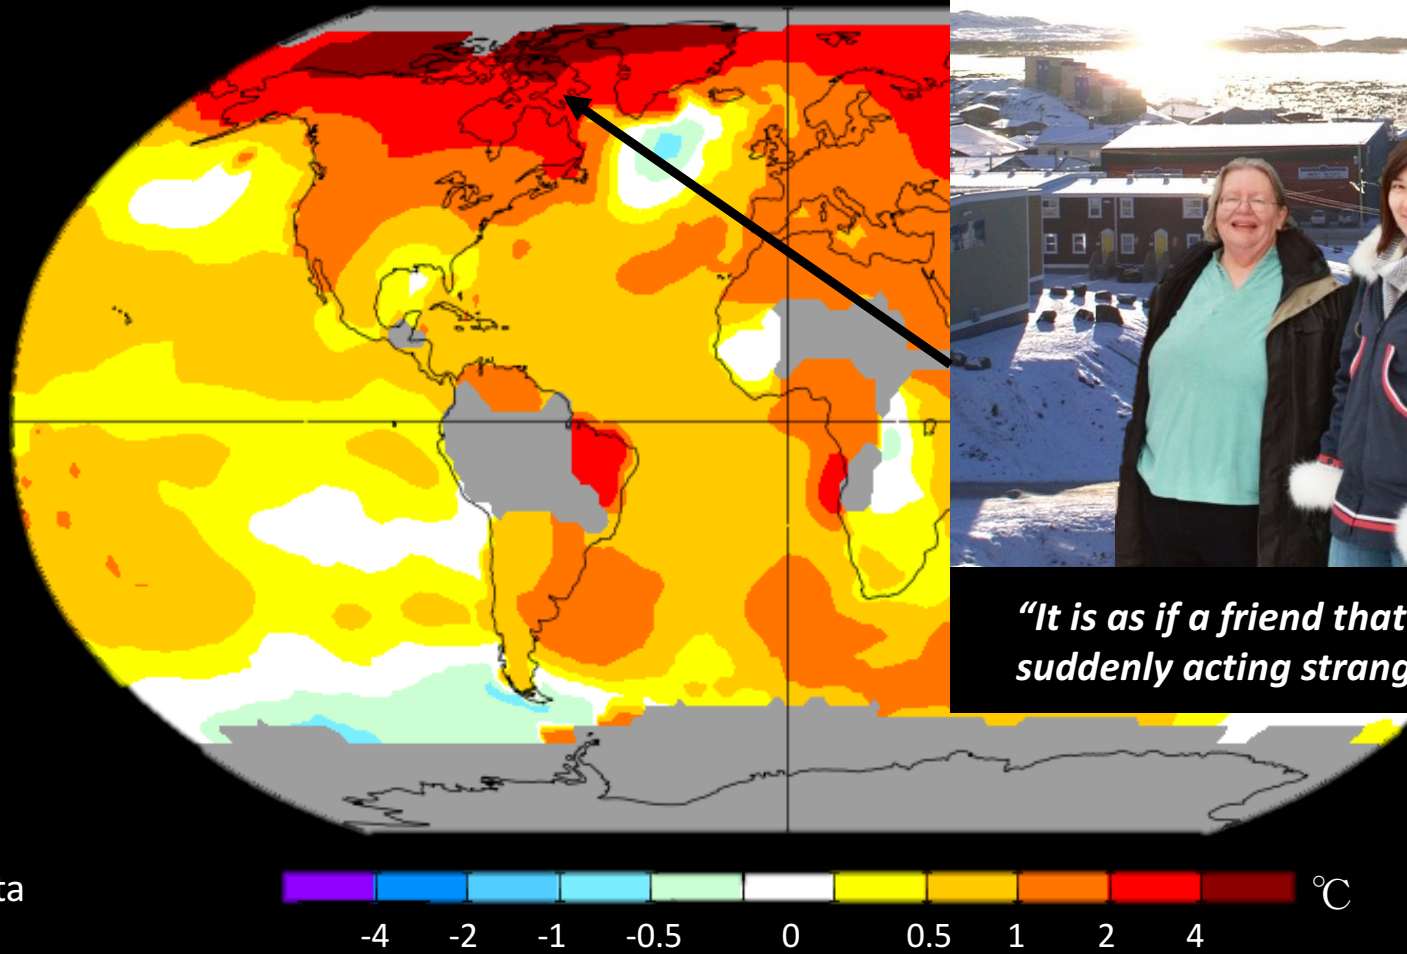 “It is as if a friend that
suddenly acting strang
ta
°C
-4 -2 -1 -0.5 0 0.5 1 2 4